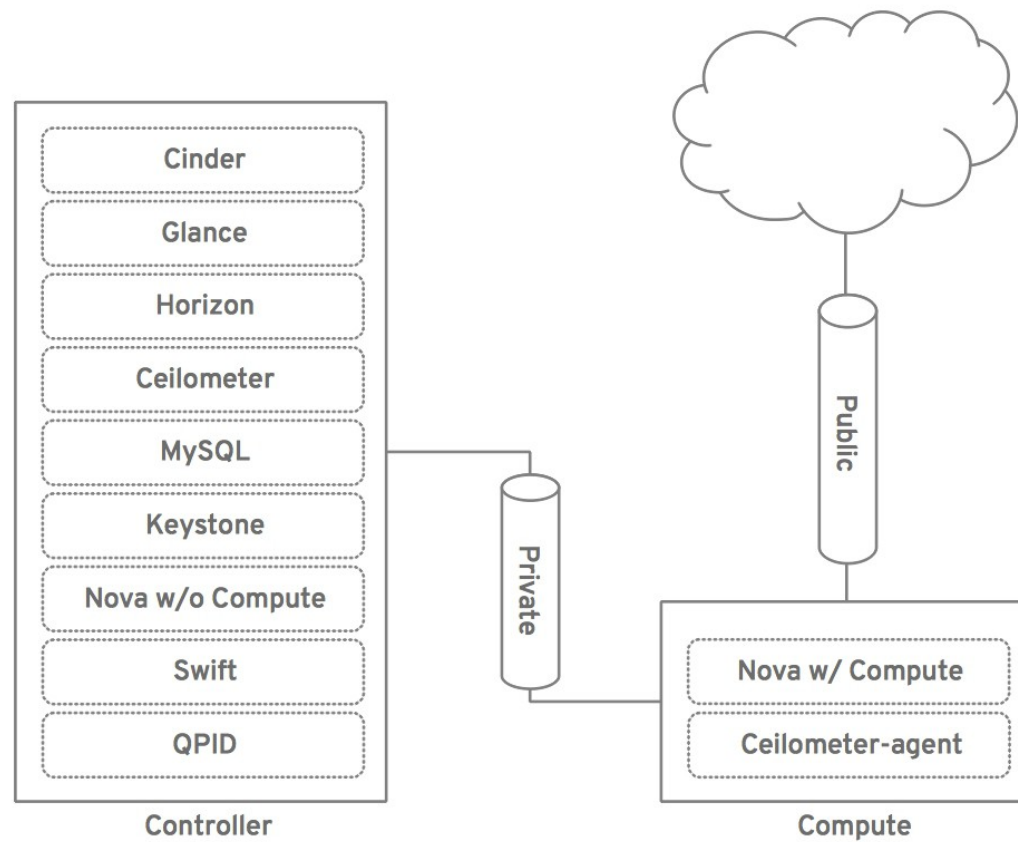 Cinder
Glance
Horizon
Ceilometer
MySQL
Keystone
Nova w/o Compute
Swift
QPID
Controller
Private
Public
Nova w/ Compute
Ceilometer-agent
Compute